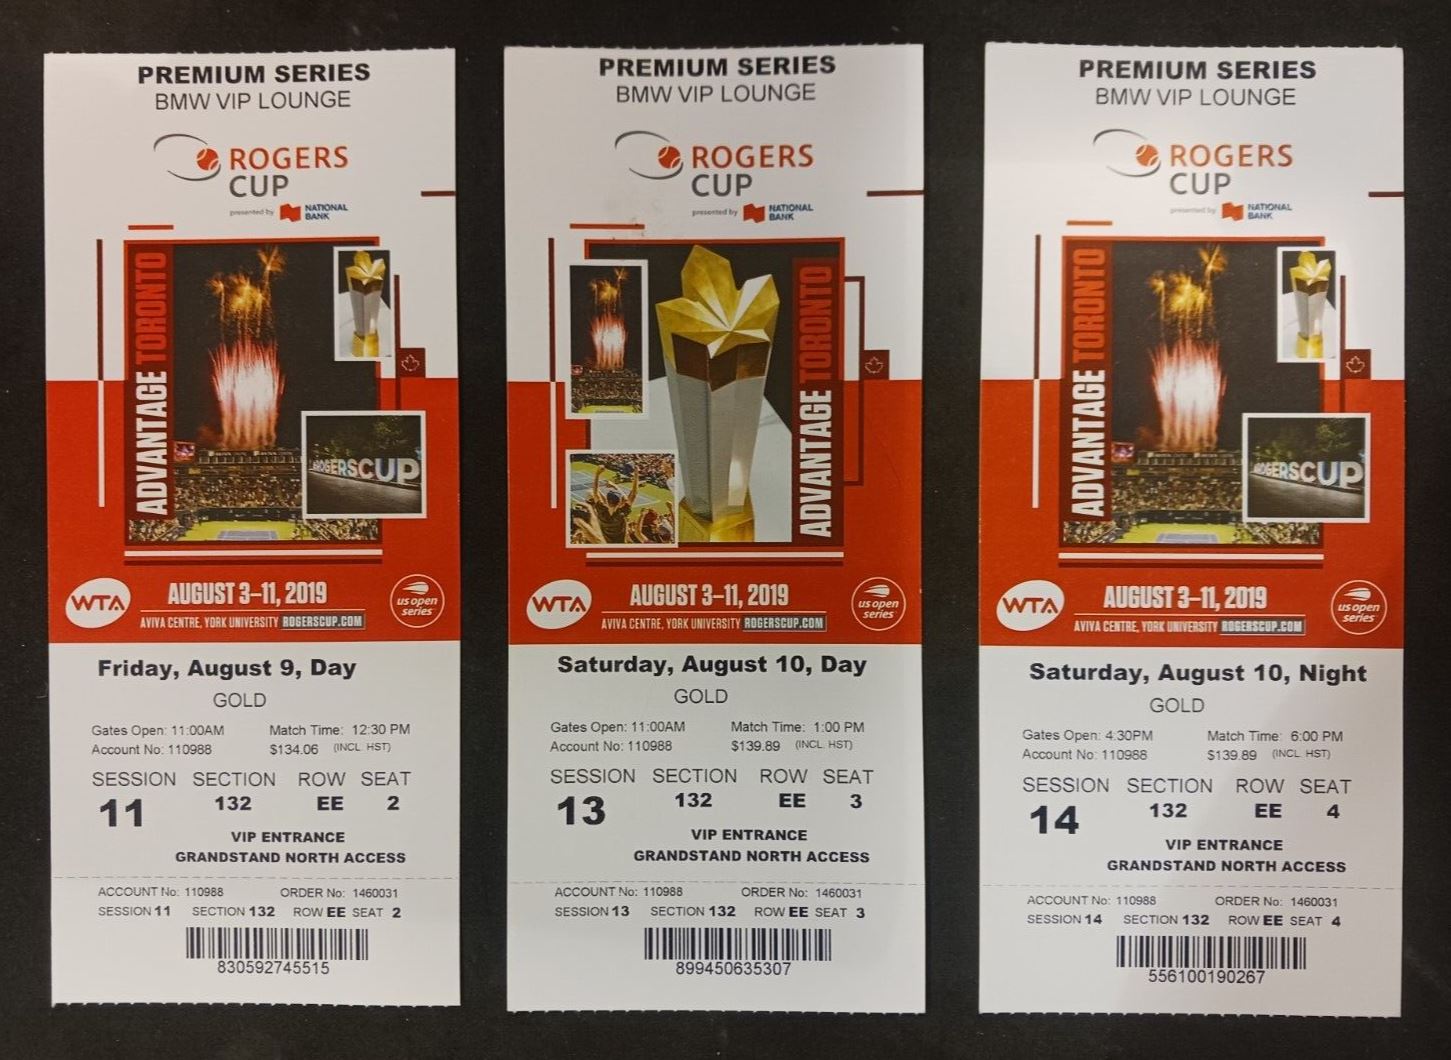 PREMIUM SERIES
BMW VIP LOUNGE
ROGERS
CUP
presented by NATIONAL
BANK
ADVANTAGE TORONTO
ROGERSCUP
WTA
AUGUST 3–11, 2019
us open
series
AVIVA CENTRE, YORK UNIVERSITY ROGERSCUP.COM
Friday, August 9, Day
GOLD
Gates Open: 11:00AM Match Time: 12:30 PM
Account No: 110988 $134.06 (INCL. HST)
SESSION SECTION ROW SEAT
11 132 EE 2
VIP ENTRANCE
GRANDSTAND NORTH ACCESS
ACCOUNT No: 110988 ORDER No: 1460031
SESSION 11 SECTION 132 ROW EE SEAT 2
830592745515
PREMIUM SERIES
BMW VIP LOUNGE
ROGERS
CUP
presented by NATIONAL
BANK
ADVANTAGE TORONTO
WTA
AUGUST 3–11, 2019
us open
series
AVIVA CENTRE, YORK UNIVERSITY ROGERSCUP.COM
Saturday, August 10, Day
GOLD
Gates Open: 11:00AM Match Time: 1:00 PM
Account No: 110988 $139.89 (INCL. HST)
SESSION SECTION ROW SEAT
13 132 EE 3
VIP ENTRANCE
GRANDSTAND NORTH ACCESS
ACCOUNT No: 110988 ORDER No: 1460031
SESSION 13 SECTION 132 ROW EE SEAT 3
899450635307
PREMIUM SERIES
BMW VIP LOUNGE
ROGERS
CUP
presented by NATIONAL
BANK
ADVANTAGE TORONTO
ROGERSCUP
WTA
AUGUST 3–11, 2019
us open
series
AVIVA CENTRE, YORK UNIVERSITY ROGERSCUP.COM
Saturday, August 10, Night
GOLD
Gates Open: 4:30PM Match Time: 6:00 PM
Account No: 110988 $139.89 (INCL. HST)
SESSION SECTION ROW SEAT
14 132 EE 4
VIP ENTRANCE
GRANDSTAND NORTH ACCESS
ACCOUNT No: 110988 ORDER No: 1460031
SESSION 14 SECTION 132 ROW EE SEAT 4
556100190267